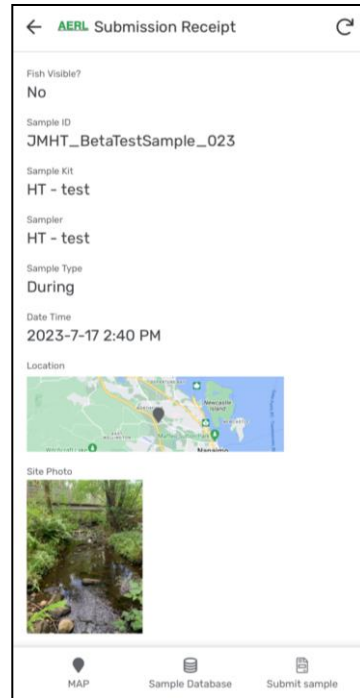 AERL Submission Receipt
Fish Visible?
No
Sample ID
JMHT_BetaTestSample_023
Sample Kit
HT - test
Sampler
HT - test
Sample Type
During
Date Time
2023-7-17 2:40 PM
Location
Newcastle
Island
Nanaimo
Site Photo
MAP
Sample Database
Submit sample